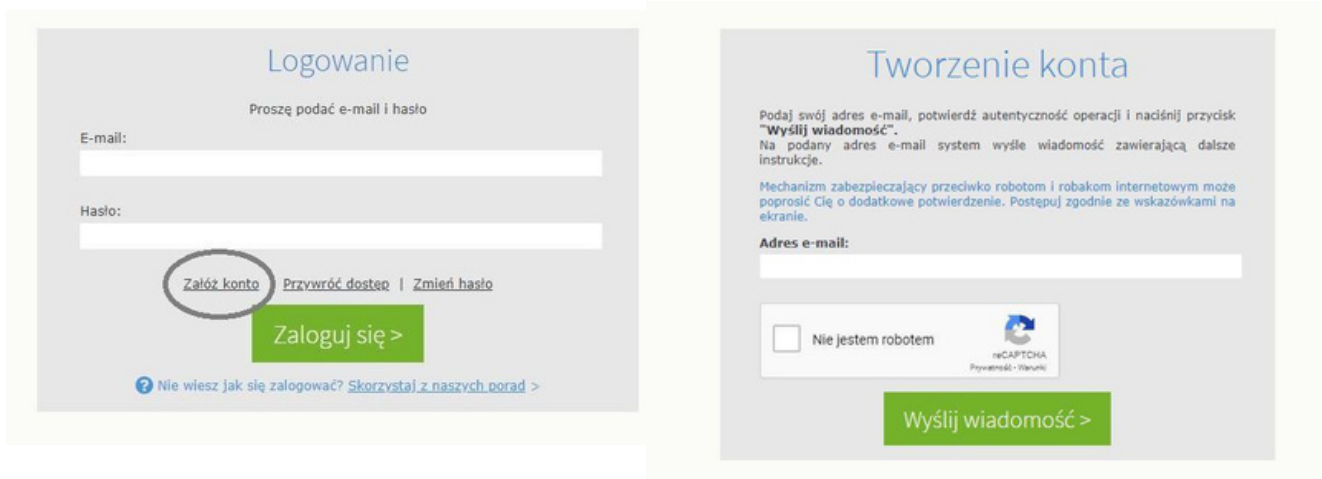 Logowanie
Proszę podać e-mail i hasło
E-mail:
Hasło:
Załóż konto Przywróć dostęp | Zmień hasło
Zaloguj się >
? Nie wiesz jak się zalogować? Skorzystaj z naszych porad >
Tworzenie konta
Podaj swój adres e-mail, potwierdź autentyczność operacji i naciśnij przycisk
"Wyślij wiadomość".
Na podany adres e-mail system wyśle wiadomość zawierającą dalsze
instrukcje.
Mechanizm zabezpieczający przeciwko robotom i robakom internetowym może
poprosić Cię o dodatkowe potwierdzenie. Postępuj zgodnie ze wskazówkami na
ekranie.
Adres e-mail:
Nie jestem robotem
reCAPTCHA
Prywatność - Warunki
Wyślij wiadomość >